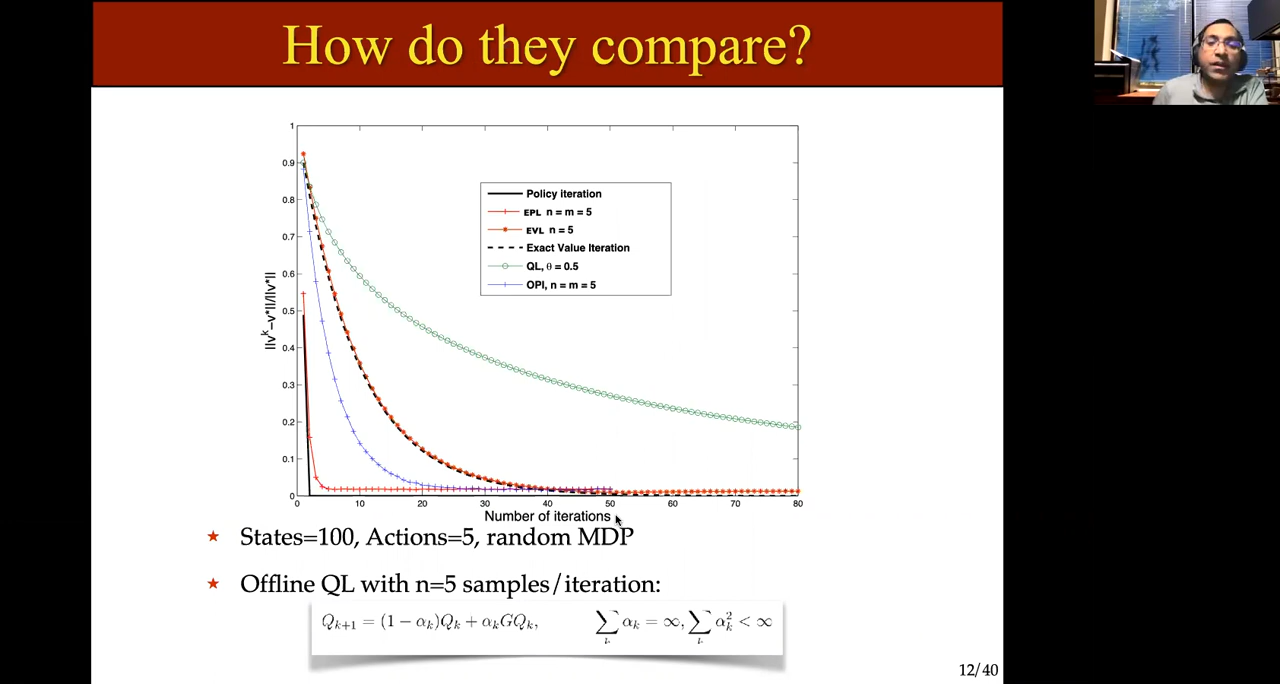 How do they compare?
1
0.9
0.8
0.7
0.6
0.5
0.4
0.3
0.2
0.1
0
||v^k−v*||/||v*||
Policy iteration
EPL n = m = 5
EVL n = 5
Exact Value Iteration
QL, θ = 0.5
OPI, n = m = 5
0 10 20 30 40 50 60 70 80
Number of iterations
★ States=100, Actions=5, random MDP
★ Offline QL with n=5 samples/iteration:
Q_{k+1} = (1 − α_k)Q_k + α_kGQ_k, ∑ α_k = ∞, ∑ α_k^2 < ∞
12/40